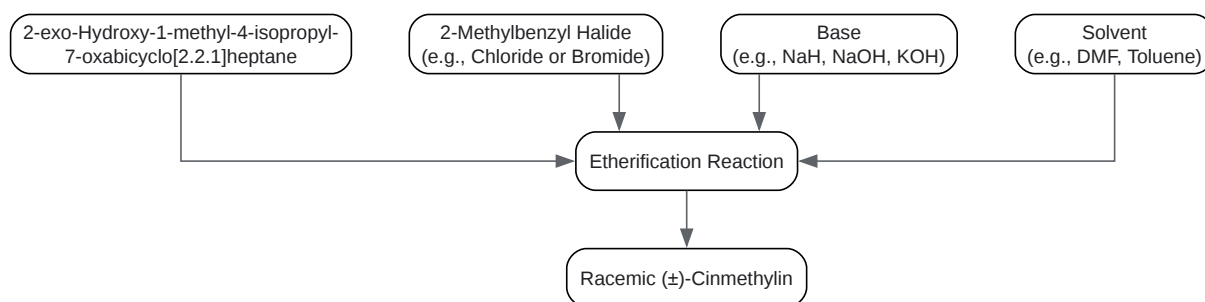 2-exo-Hydroxy-1-methyl-4-isopropyl-
7-oxabicyclo[2.2.1]heptane
2-Methylbenzyl Halide
(e.g., Chloride or Bromide)
Base
(e.g., NaH, NaOH, KOH)
Solvent
(e.g., DMF, Toluene)
Etherification Reaction
Racemic (±)-Cinmethylin